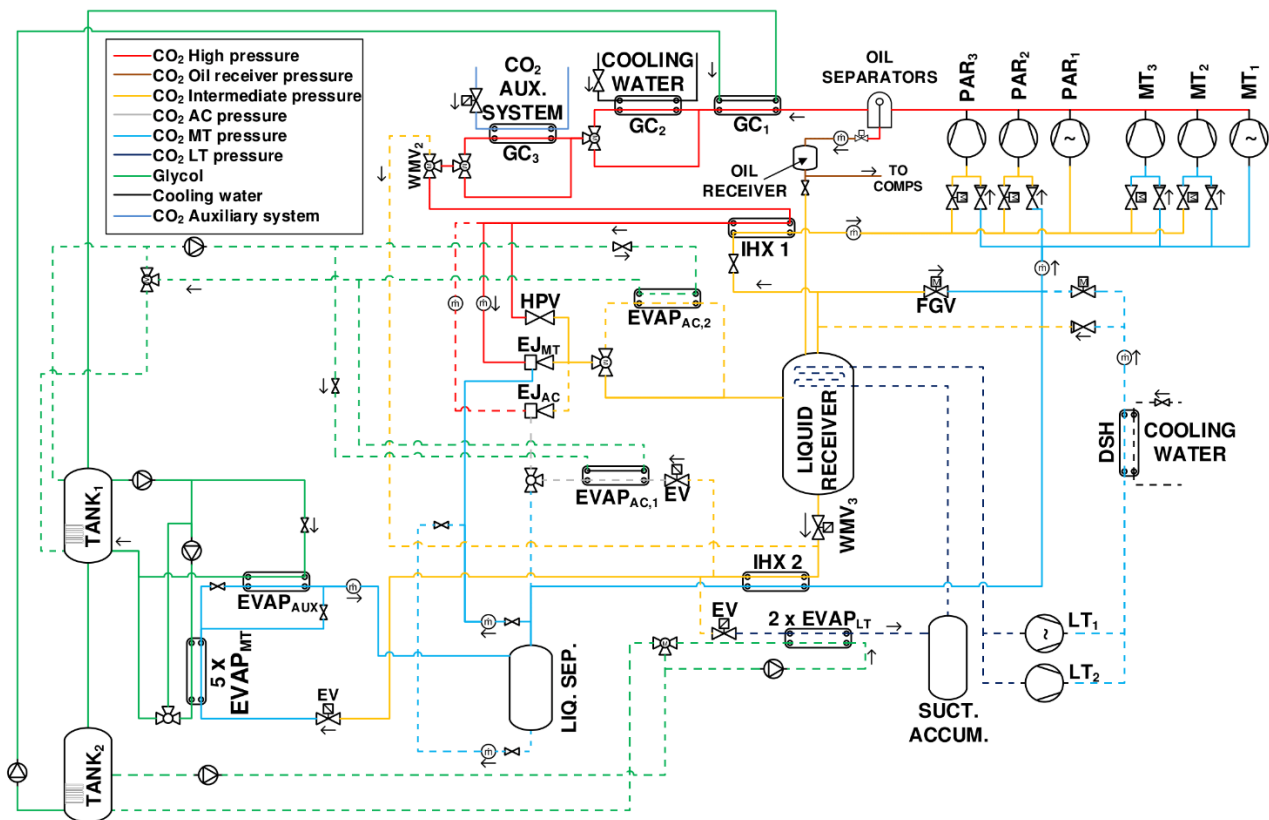 CO₂ High pressure
CO₂ Oil receiver pressure
CO₂ Intermediate pressure
CO₂ AC pressure
CO₂ MT pressure
CO₂ LT pressure
Glycol
Cooling water
CO₂ Auxiliary system
CO₂
AUX.
SYSTEM
GC₃
COOLING
WATER
GC₂
GC₁
OIL
SEPARATORS
ṁ
OIL
RECEIVER
TO
COMPS
PAR₃
PAR₂
PAR₁
MT₃
MT₂
MT₁
~
~
M
M
M
M
WMV₂
IHX 1
ṁ
ṁ
ṁ
ṁ
HPV
EJ_MT
EJ_AC
EVAP_AC,2
M
FGV
M
ṁ
LIQUID
RECEIVER
DSH
COOLING
WATER
EVAP_AC,1
EV
WMV₃
TANK₁
EVAP_AUX
ṁ
5 x
EVAP_MT
EV
IHX 2
ṁ
LIQ. SEP.
ṁ
EV
2 x EVAP_LT
SUCT.
ACCUM.
LT₁
~
LT₂
TANK₂